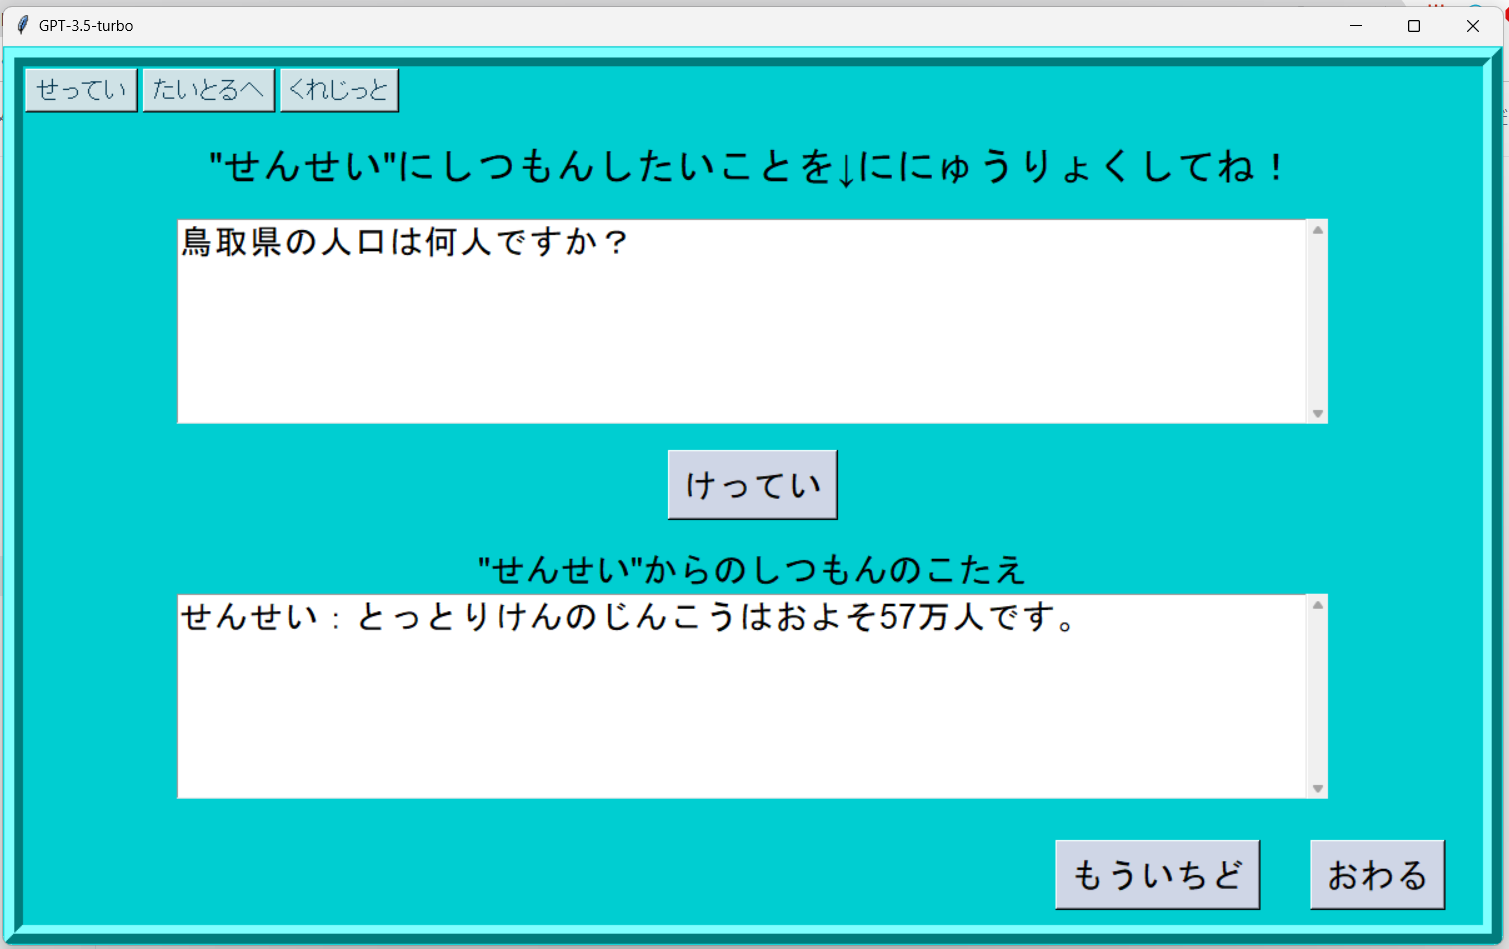 GPT-3.5-turbo
せってい たいとるへ くれじっと
"せんせい"にしつもんしたいことを↓ににゅうりょくしてね！
鳥取県の人口は何人ですか？
けってい
"せんせい"からのしつもんのこたえ
せんせい：とっとりけんのじんこうはおよそ57万人です。
もういちど おわる